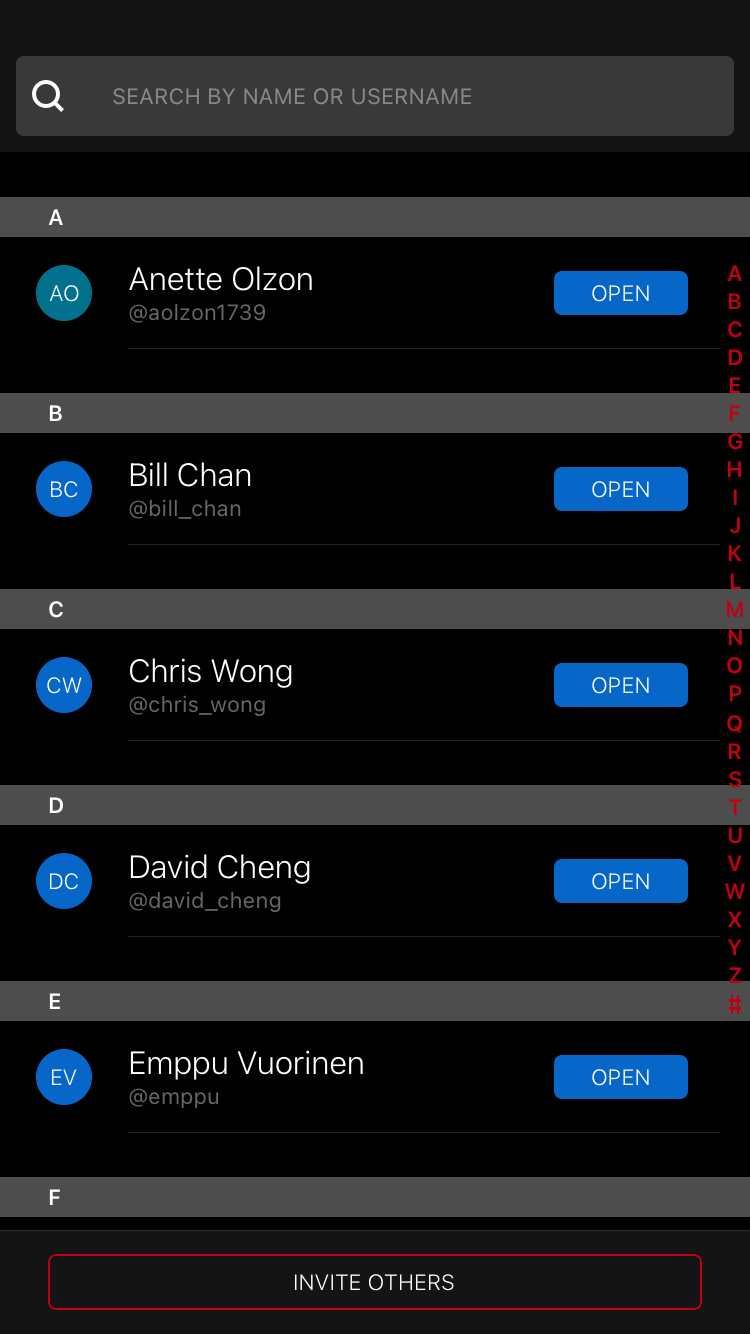 SEARCH BY NAME OR USERNAME
A
AO
Anette Olzon
@aolzon1739
OPEN
B
BC
Bill Chan
@bill_chan
OPEN
C
CW
Chris Wong
@chris_wong
OPEN
D
DC
David Cheng
@david_cheng
OPEN
E
EV
Emppu Vuorinen
@emppu
OPEN
F
A
B
C
D
E
F
G
H
I
J
K
L
M
N
O
P
Q
R
S
T
U
V
W
X
Y
Z
#
INVITE OTHERS